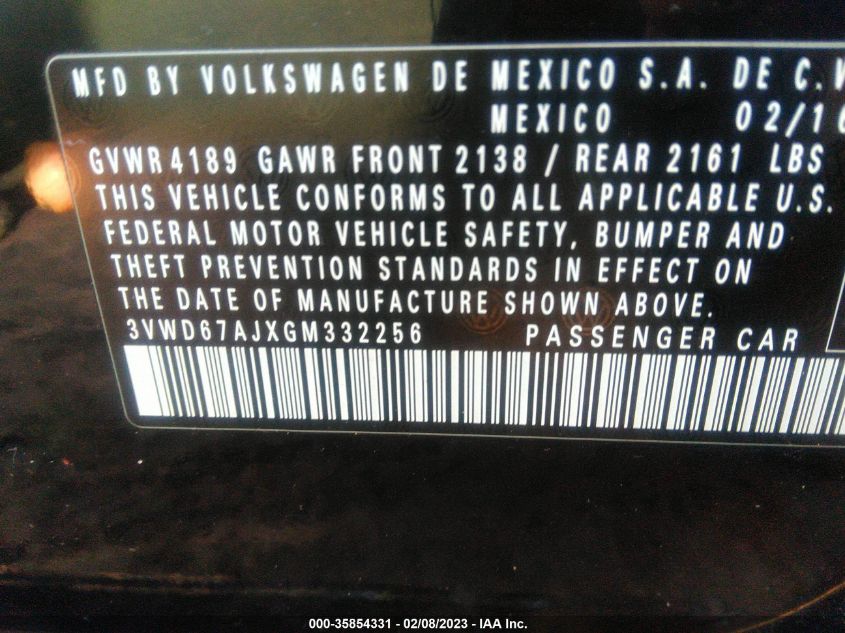 MFD BY VOLKSWAGEN DE MEXICO S.A. DE C.V
MEXICO 02/16
GVWR 4189 GAWR FRONT 2138 / REAR 2161 LBS
THIS VEHICLE CONFORMS TO ALL APPLICABLE U.S.
FEDERAL MOTOR VEHICLE SAFETY, BUMPER AND
THEFT PREVENTION STANDARDS IN EFFECT ON
THE DATE OF MANUFACTURE SHOWN ABOVE.
3VWD67AJXGM332256 PASSENGER CAR
000-35854331 - 02/08/2023 - IAA Inc.